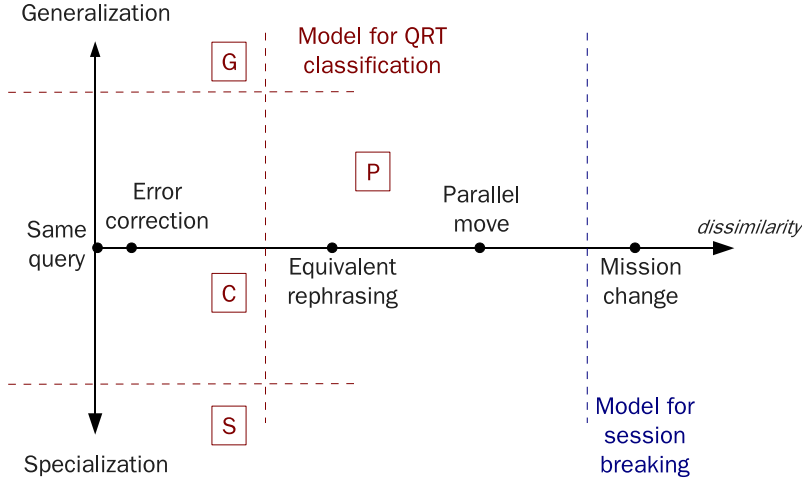 Generalization
G
Model for QRT
classification
P
Error
correction
Parallel
move
Same
query
dissimilarity
Equivalent
rephrasing
Mission
change
C
S
Model for
session
breaking
Specialization